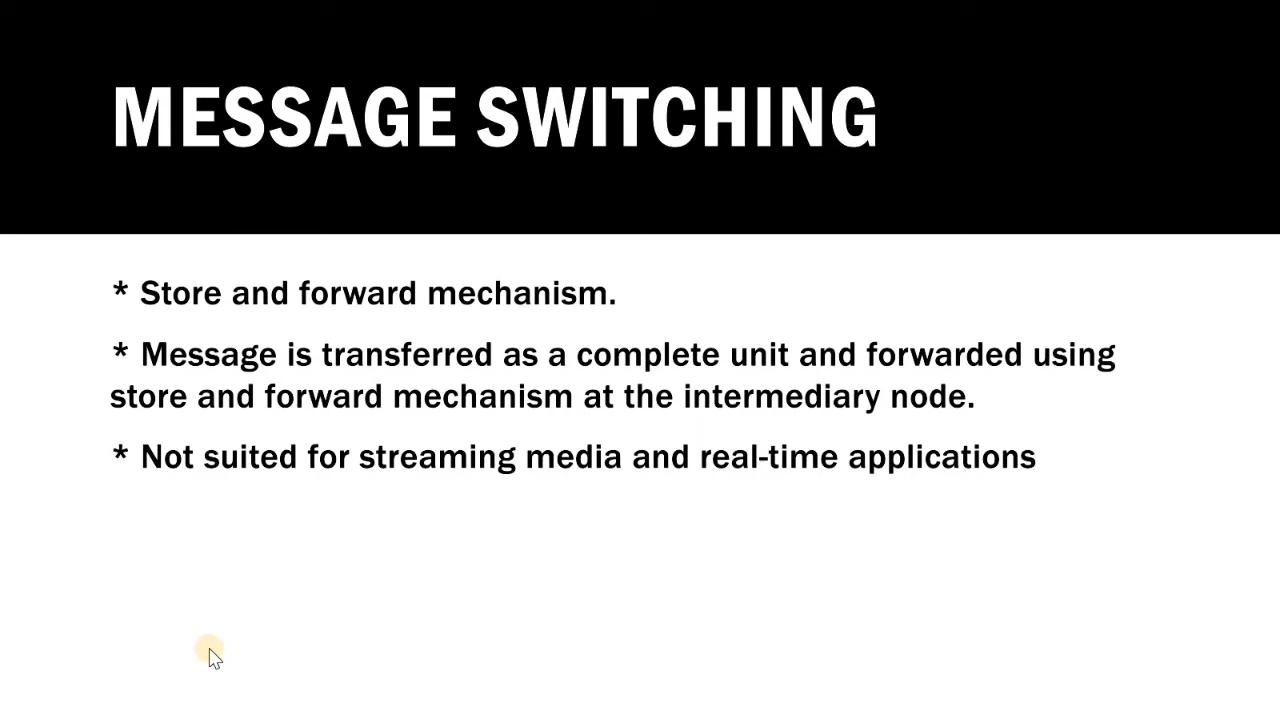 MESSAGE SWITCHING
* Store and forward mechanism.
* Message is transferred as a complete unit and forwarded using
store and forward mechanism at the intermediary node.
* Not suited for streaming media and real-time applications